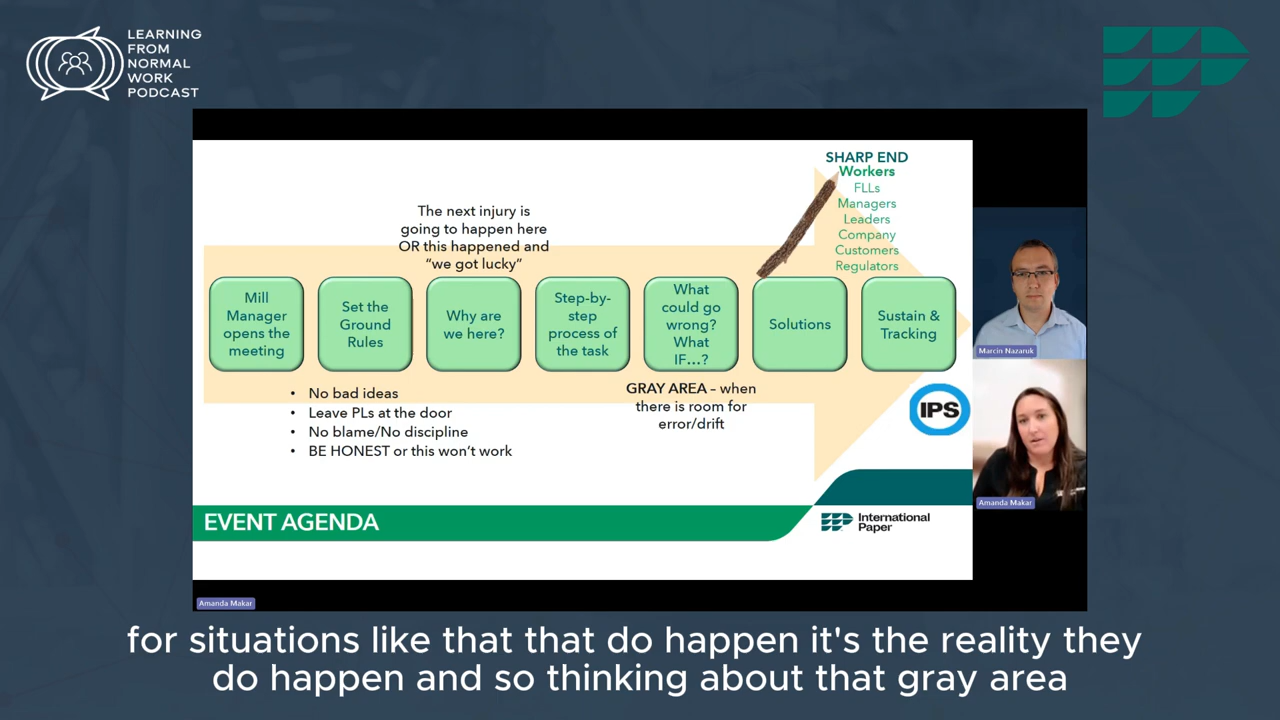 LEARNING
FROM
NORMAL
WORK
PODCAST
SHARP END
Workers
FLLs
Managers
Leaders
Company
Customers
Regulators
The next injury is
going to happen here
OR this happened and
“we got lucky”
Mill
Manager
opens the
meeting
Set the
Ground
Rules
Why are
we here?
Step-by-
step
process of
the task
What
could go
wrong?
What
IF...?
Solutions
Sustain &
Tracking
• No bad ideas
• Leave PLs at the door
• No blame/No discipline
• BE HONEST or this won’t work
GRAY AREA – when
there is room for
error/drift
IPS
EVENT AGENDA
International
Paper
Marcin Nazaruk
Amanda Makar
Amanda Makar
for situations like that that do happen it's the reality they
do happen and so thinking about that gray area